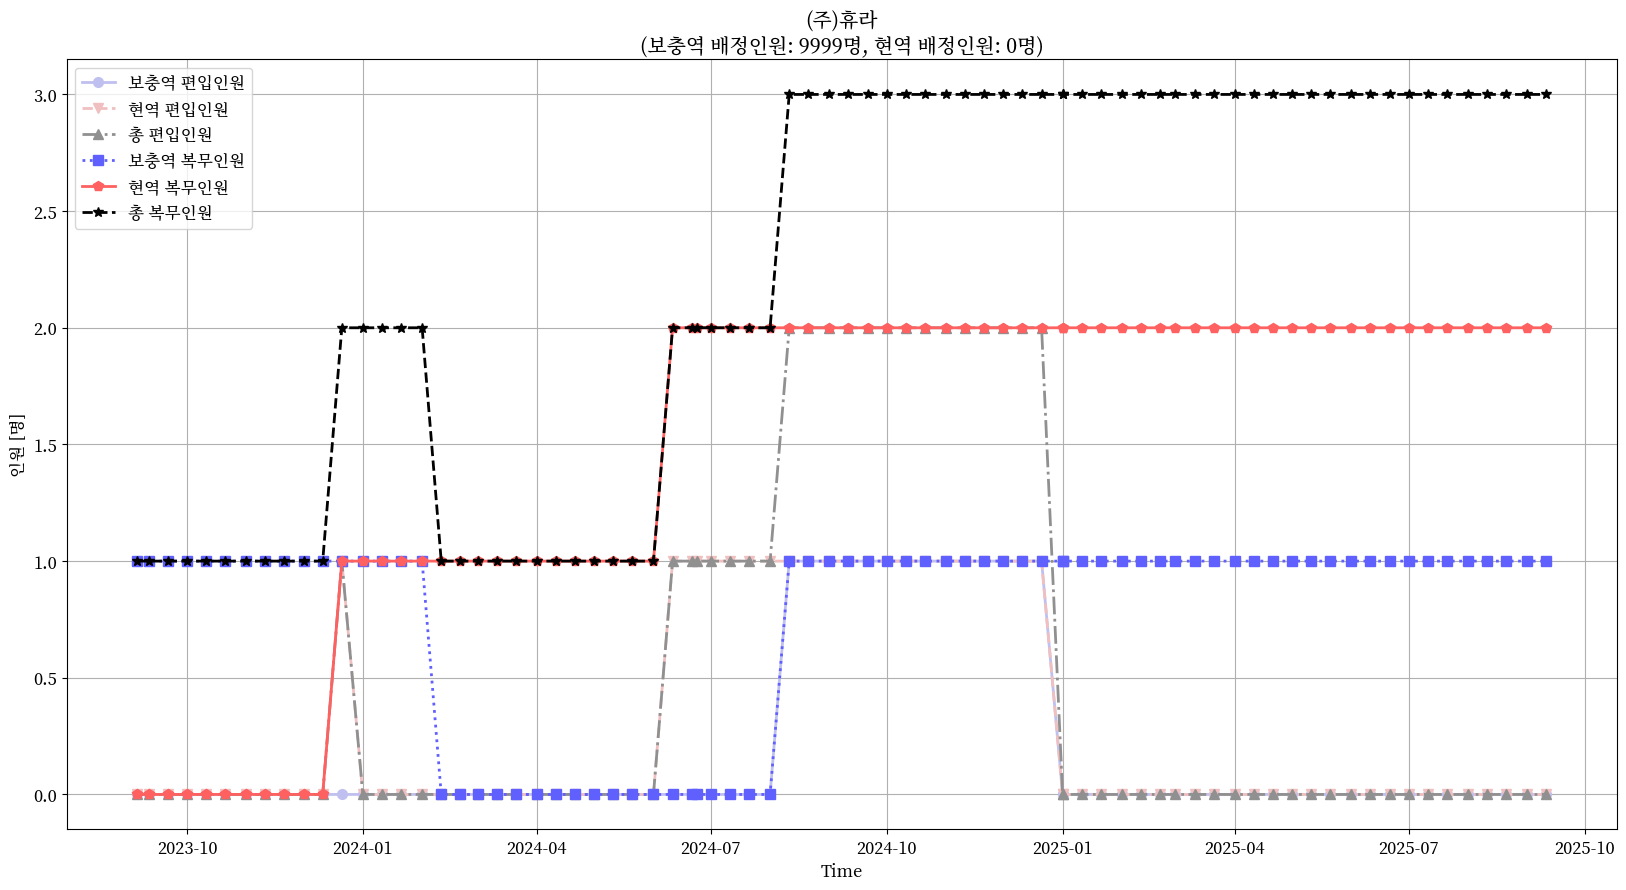 (주)휴라
(보충역 배정인원: 9999명, 현역 배정인원: 0명)
보충역 편입인원
현역 편입인원
총 편입인원
보충역 복무인원
현역 복무인원
총 복무인원
3.0
2.5
2.0
1.5
1.0
0.5
0.0
인원 [명]
2023-10
2024-01
2024-04
2024-07
2024-10
2025-01
2025-04
2025-07
2025-10
Time